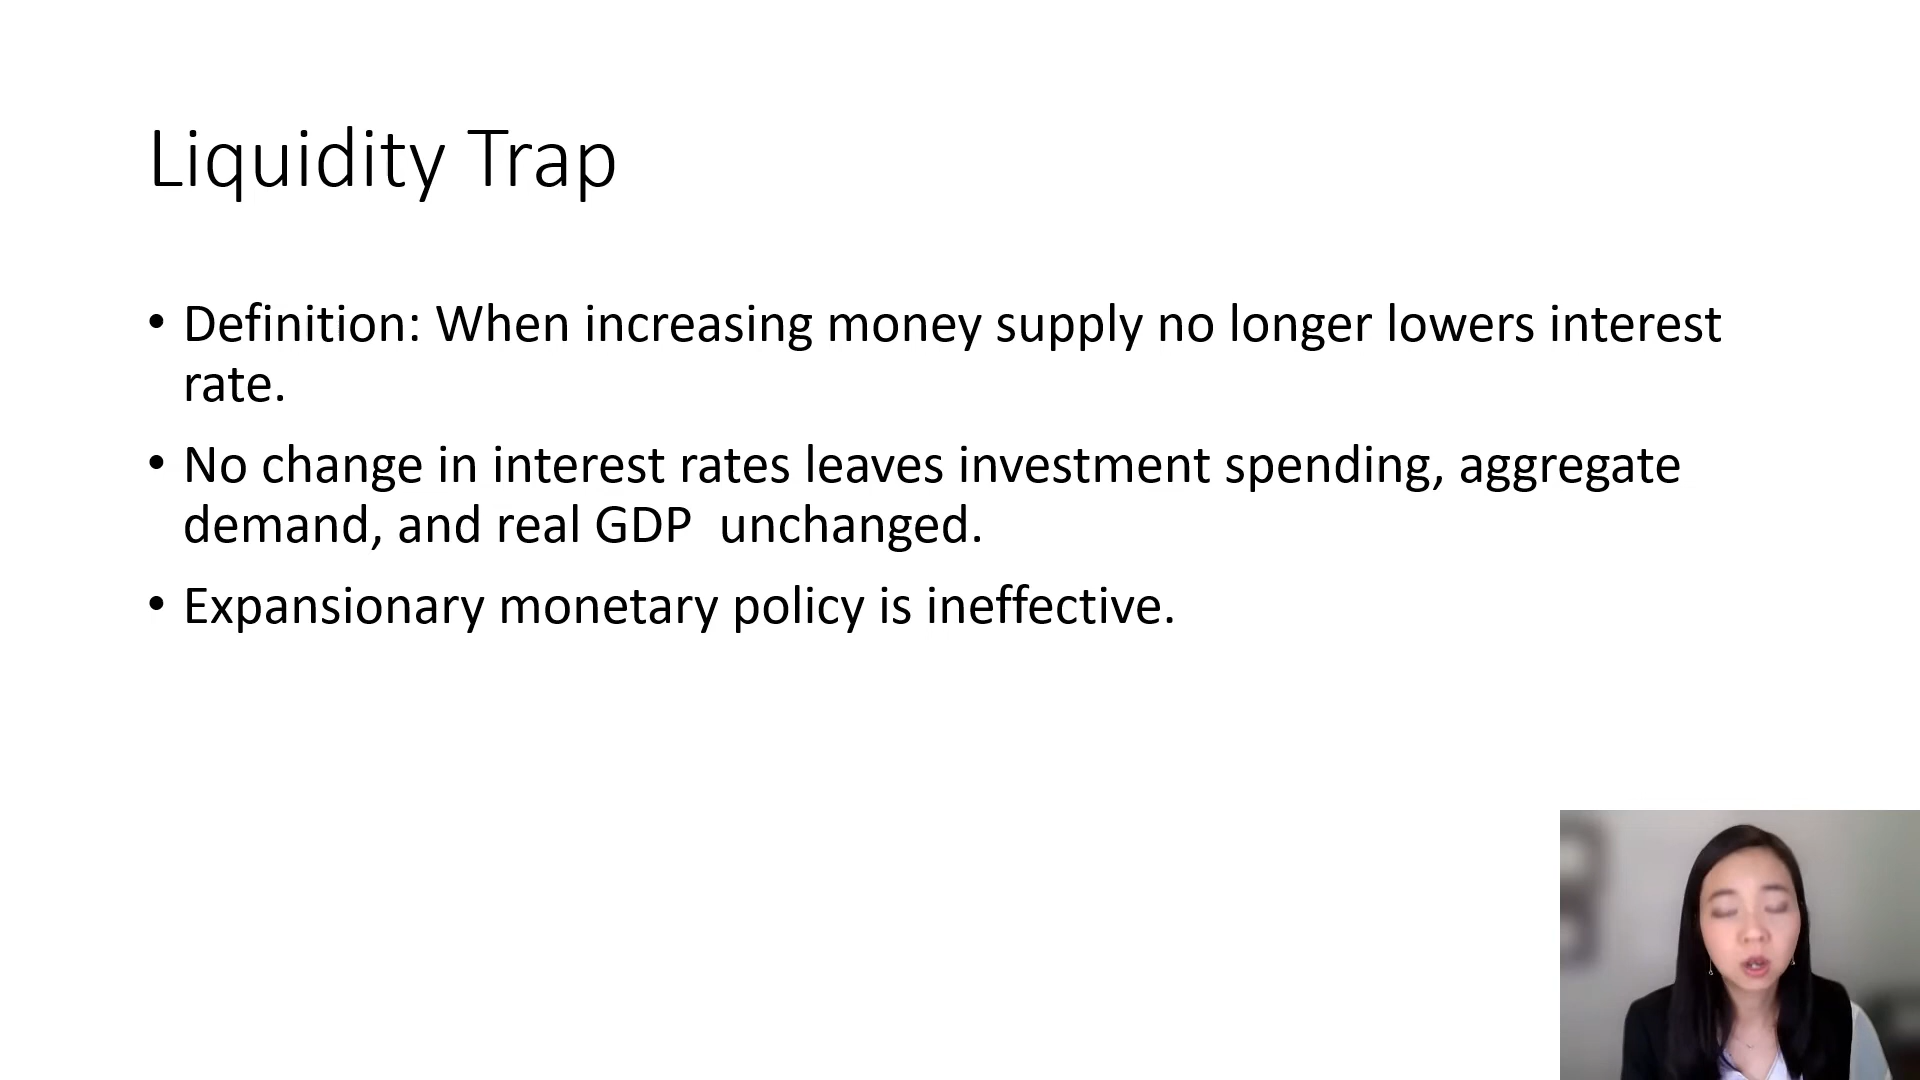 Liquidity Trap
• Definition: When increasing money supply no longer lowers interest
rate.
• No change in interest rates leaves investment spending, aggregate
demand, and real GDP  unchanged.
• Expansionary monetary policy is ineffective.